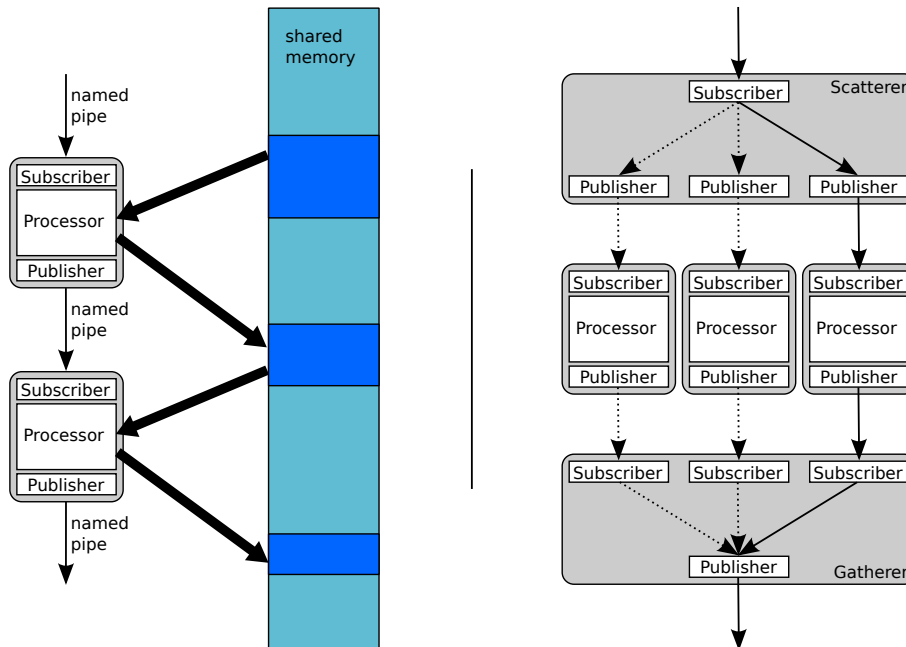 shared
memory
named
pipe
Subscriber
Processor
Publisher
named
pipe
Subscriber
Processor
Publisher
named
pipe
Scatterer
Subscriber
Publisher Publisher Publisher
Subscriber Subscriber Subscriber
Processor Processor Processor
Publisher Publisher Publisher
Subscriber Subscriber Subscriber
Publisher
Gatherer